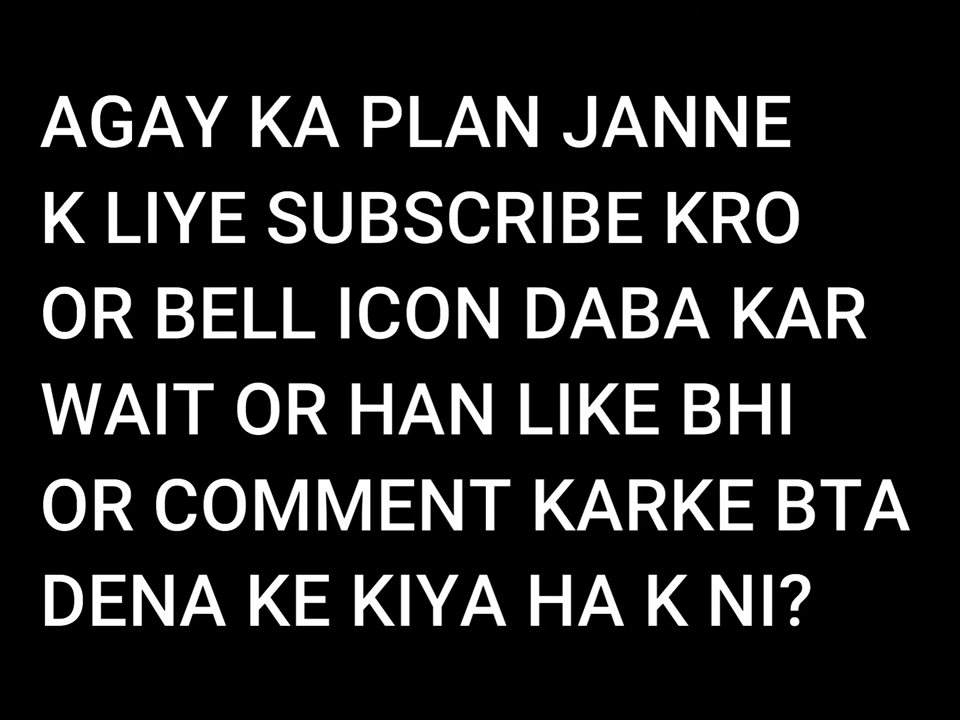 AGAY KA PLAN JANNE
K LIYE SUBSCRIBE KRO
OR BELL ICON DABA KAR
WAIT OR HAN LIKE BHI
OR COMMENT KARKE BTA
DENA KE KIYA HA K NI?